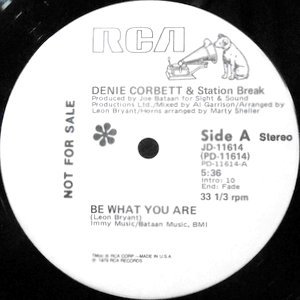 RCA
DENIE CORBETT & Station Break
Produced by Joe Bataan for Sight & Sound
Productions Ltd./Mixed by Al Garrison/Arranged by
Leon Bryant/Horns arranged by Marty Sheller
NOT FOR SALE
Side A Stereo
JD-11614
(PD-11614)
PD-11614-A
5:36
Intro: 10
End: Fade
33 1/3 rpm
BE WHAT YOU ARE
(Leon Bryant)
Immy Music/Bataan Music, BMI
TM(s) ® RCA CORP.—MADE IN U.S.A.
℗ 1979 RCA RECORDS